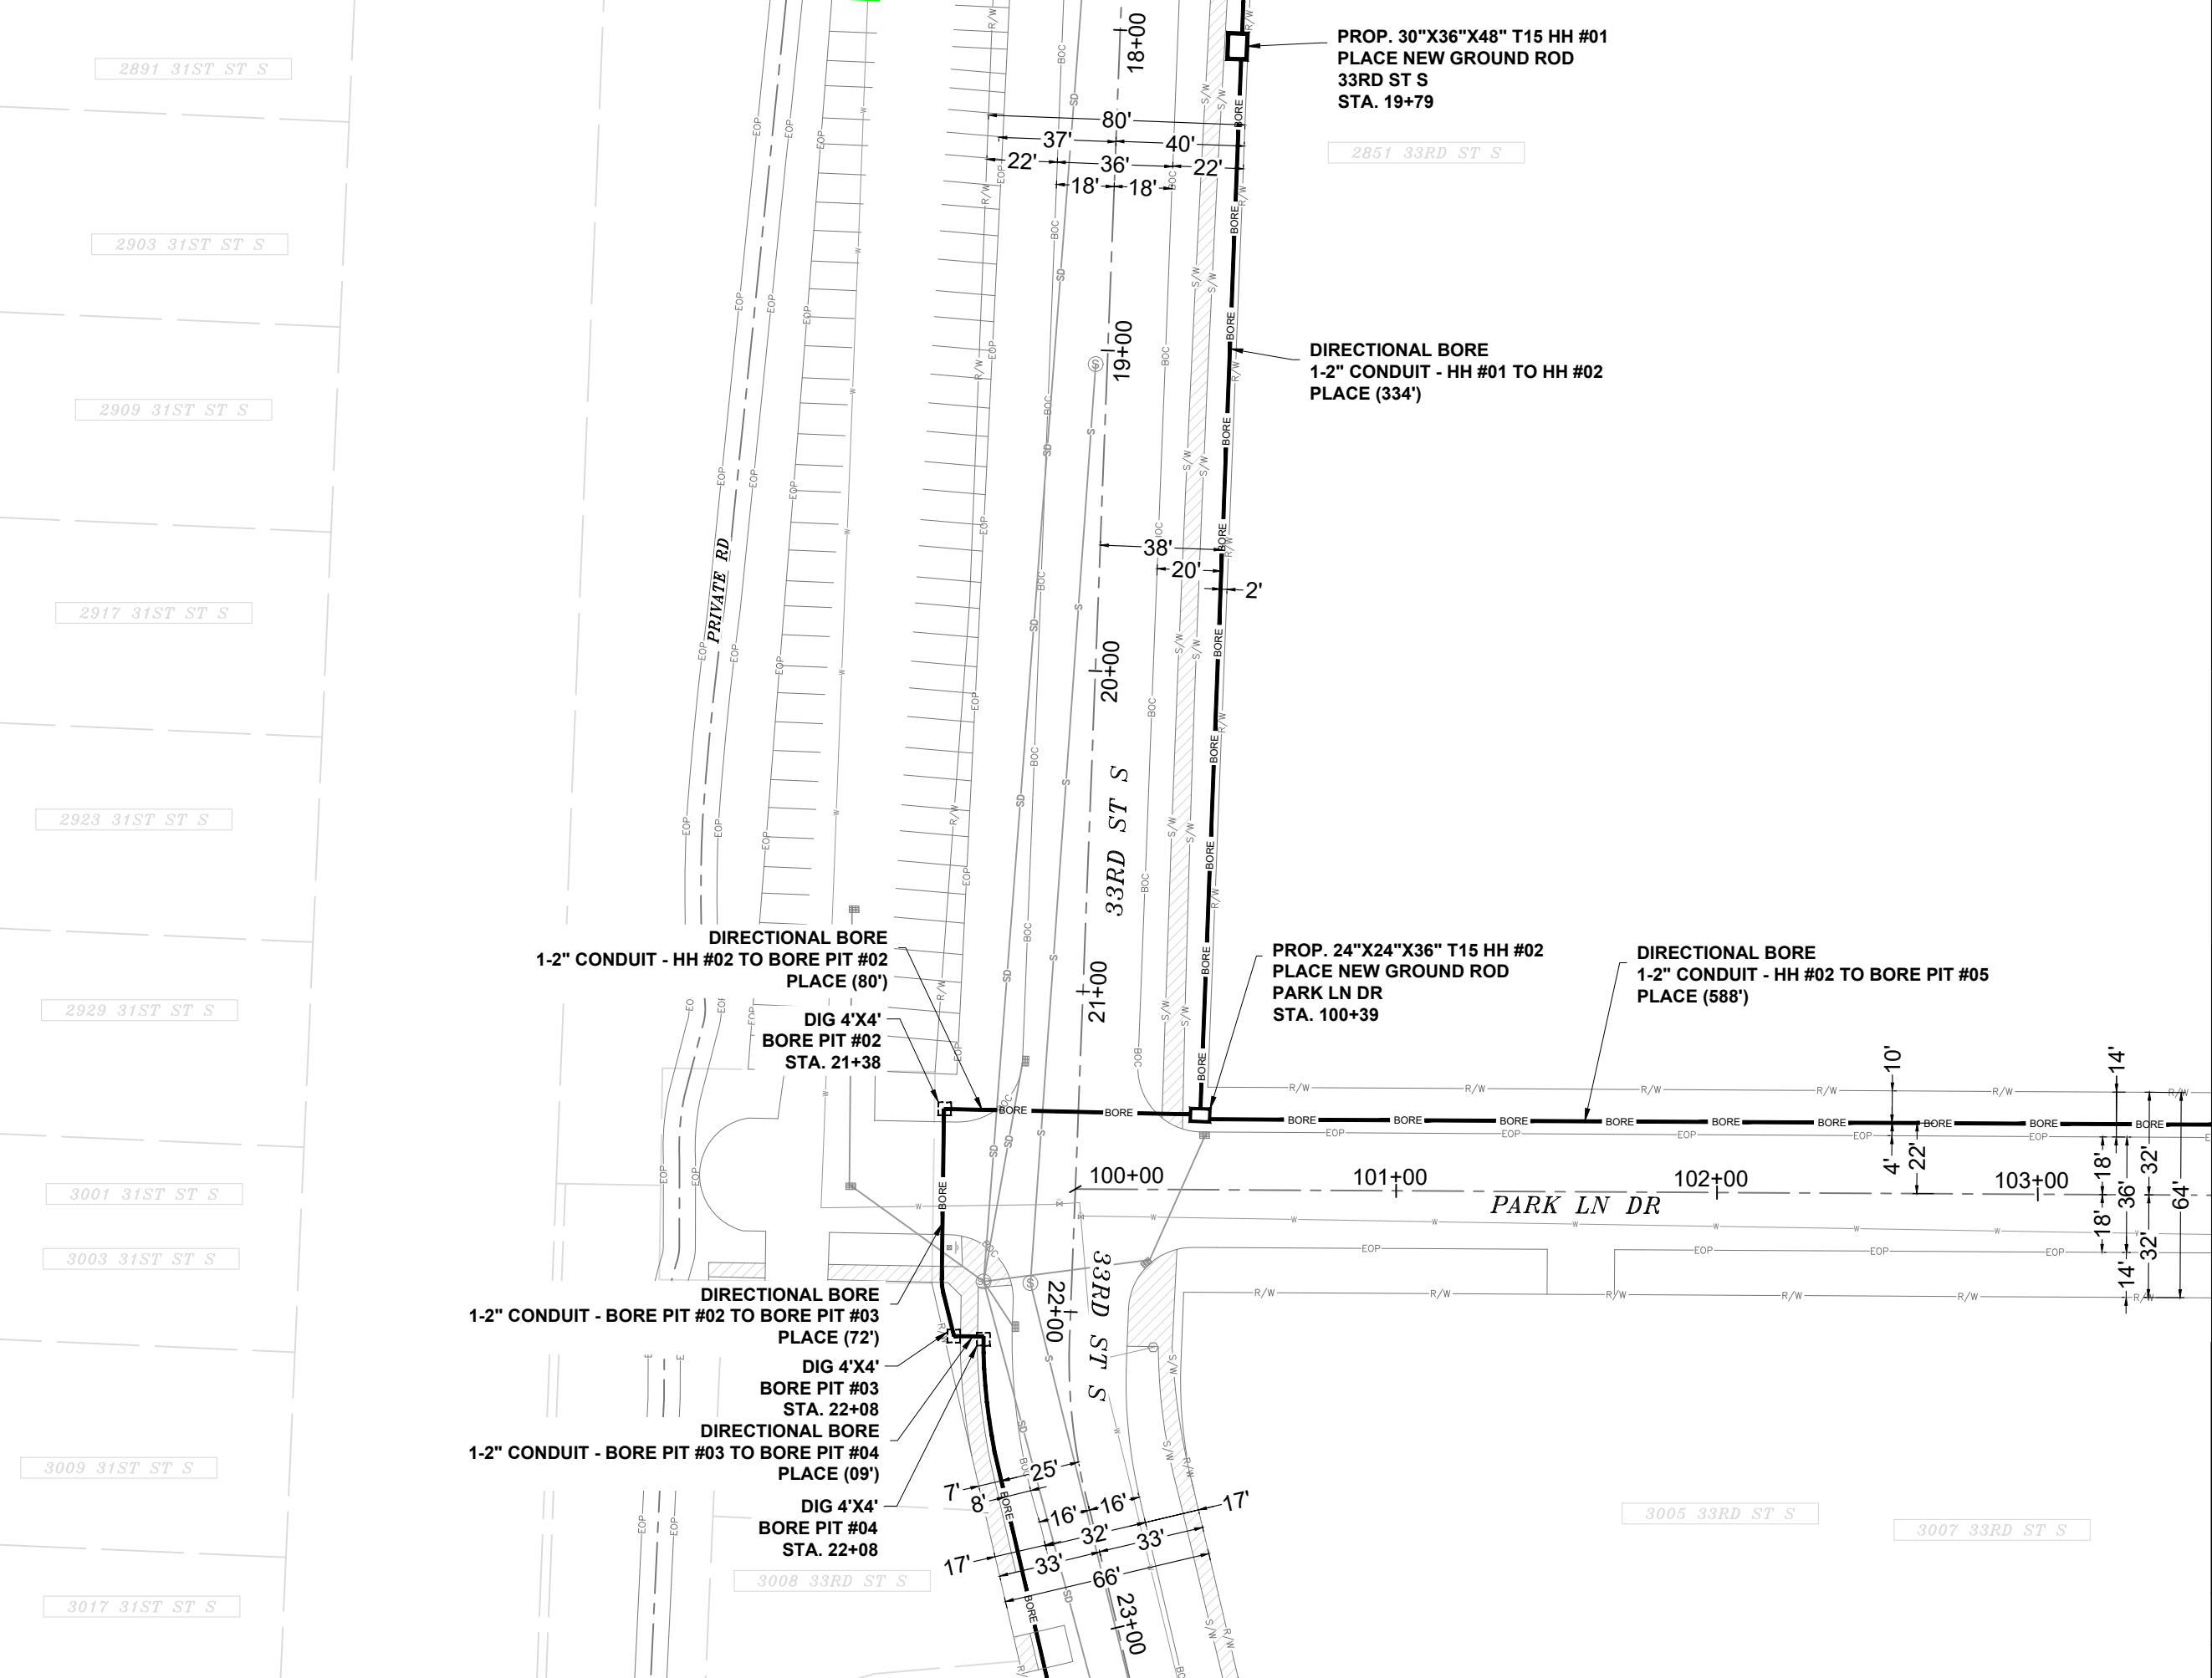 PROP. 30"X36"X48" T15 HH #01
PLACE NEW GROUND ROD
33RD ST S
STA. 19+79
18+00
2891 31ST ST S
80'
37'
40'
22'
36'
22'
18'
18'
2851 33RD ST S
2903 31ST ST S
19+00
DIRECTIONAL BORE
1-2" CONDUIT - HH #01 TO HH #02
PLACE (334')
2909 31ST ST S
PRIVATE RD
38'
20'
2'
2917 31ST ST S
20+00
33RD ST S
2923 31ST ST S
DIRECTIONAL BORE
1-2" CONDUIT - HH #02 TO BORE PIT #02
PLACE (80')
DIG 4'X4'
BORE PIT #02
STA. 21+38
21+00
PROP. 24"X24"X36" T15 HH #02
PLACE NEW GROUND ROD
PARK LN DR
STA. 100+39
DIRECTIONAL BORE
1-2" CONDUIT - HH #02 TO BORE PIT #05
PLACE (588')
2929 31ST ST S
10'
14'
4'
22'
18'
36'
18'
32'
32'
64'
14'
100+00
101+00
102+00
103+00
PARK LN DR
3001 31ST ST S
3003 31ST ST S
33RD ST S
22+00
DIRECTIONAL BORE
1-2" CONDUIT - BORE PIT #02 TO BORE PIT #03
PLACE (72')
DIG 4'X4'
BORE PIT #03
STA. 22+08
DIRECTIONAL BORE
1-2" CONDUIT - BORE PIT #03 TO BORE PIT #04
PLACE (09')
DIG 4'X4'
BORE PIT #04
STA. 22+08
3009 31ST ST S
7'
25'
8'
16'
16'
17'
32'
33'
17'
33'
66'
3005 33RD ST S
3007 33RD ST S
3008 33RD ST S
3017 31ST ST S
23+00
BORE
BORE
BORE
BORE
BORE
BORE
R/W
R/W
S/W
S/W
BOC
BOC
EOP
EOP
SD
SD
S
W